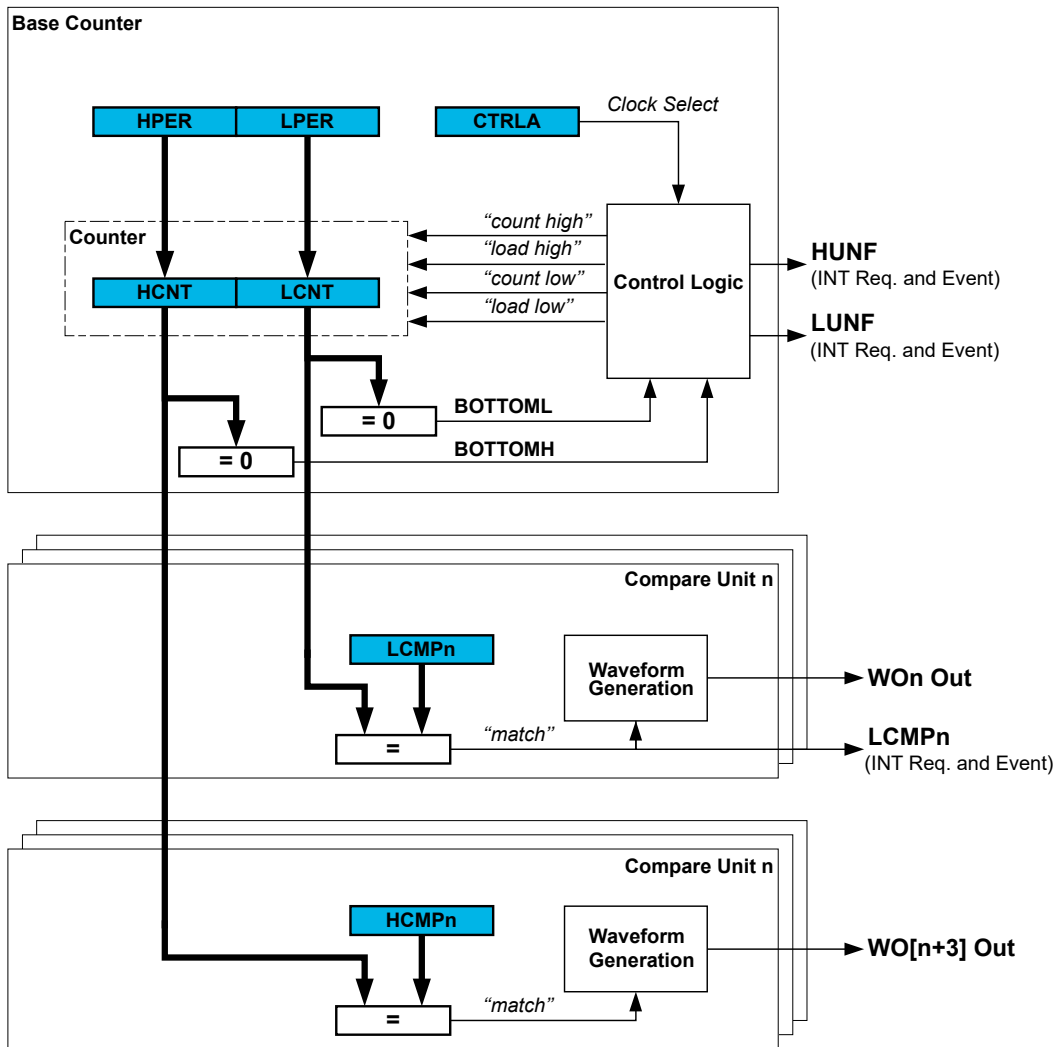 Base Counter
HPER LPER CTRLA
Clock Select
Counter
"count high"
"load high"
"count low"
"load low"
HCNT LCNT
Control Logic
HUNF
(INT Req. and Event)
LUNF
(INT Req. and Event)
= 0
BOTTOML
= 0
BOTTOMH
Compare Unit n
LCMPn
Waveform
Generation
WOn Out
=
"match"
LCMPn
(INT Req. and Event)
Compare Unit n
HCMPn
Waveform
Generation
WO[n+3] Out
=
"match"